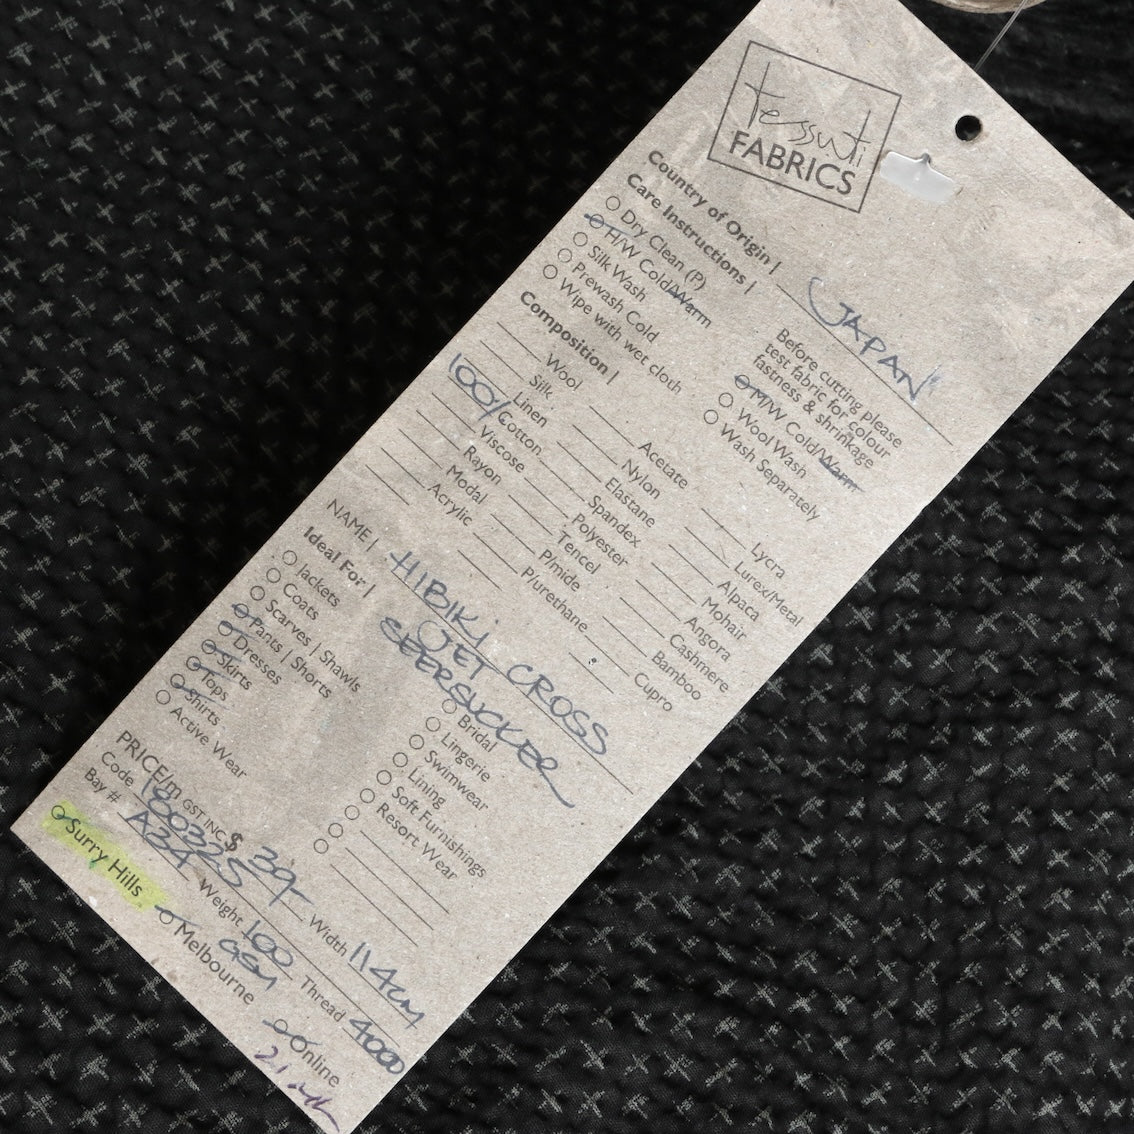 tessuti
FABRICS
Country of Origin | JAPAN
Care Instructions |
Before cutting please
test fabric for colour
fastness & shrinkage
Dry Clean (P)
H/W Cold/Warm
M/W Cold/Warm
Silk Wash
Wool Wash
Prewash Cold
Wash Separately
Wipe with wet cloth
Composition |
Wool
Acetate
Lycra
Silk
Nylon
Lurex/Metal
Linen
Elastane
Alpaca
100% Cotton
Spandex
Mohair
Viscose
Polyester
Angora
Rayon
Tencel
Cashmere
Modal
P/mide
Bamboo
Acrylic
P/urethane
Cupro
NAME | HIBIKI
JET CROSS
SEERSUCKER
Ideal For |
Jackets
Bridal
Coats
Lingerie
Scarves | Shawls
Swimwear
Pants | Shorts
Lining
Dresses
Soft Furnishings
Skirts
Resort Wear
Tops
Shirts
Active Wear
PRICE/m GST INC. $ 39-
Width 114cm
Code 180322S
Weight 100 GSM
Thread 4000
Bay # A3A
Surry Hills
Melbourne
Online